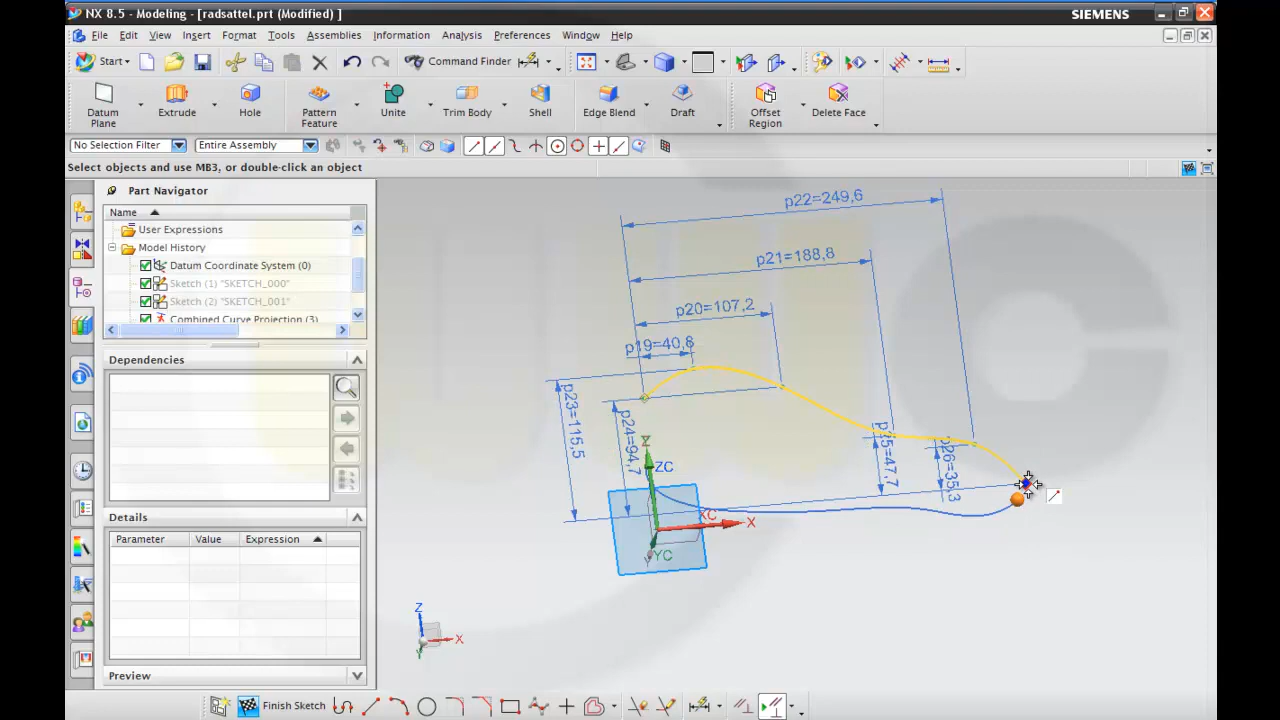 NX 8.5 - Modeling - [radsattel.prt (Modified) ]
SIEMENS
File Edit View Insert Format Tools Assemblies Information Analysis Preferences Window Help
Start
Command Finder
Datum Plane
Extrude
Hole
Pattern Feature
Unite
Trim Body
Shell
Edge Blend
Draft
Offset Region
Delete Face
No Selection Filter
Entire Assembly
Select objects and use MB3, or double-click an object
Part Navigator
Name
User Expressions
Model History
Datum Coordinate System (0)
Sketch (1) "SKETCH_000"
Sketch (2) "SKETCH_001"
Combined Curve Projection (3)
Dependencies
Details
Parameter Value Expression
Preview
p22=249,6
p21=188,8
p20=107,2
p19=40,8
p23=115,5
p24=94,7
p25=47,7
p26=35,3
Z
ZC
XC
X
YC
Z
X
Y
Finish Sketch